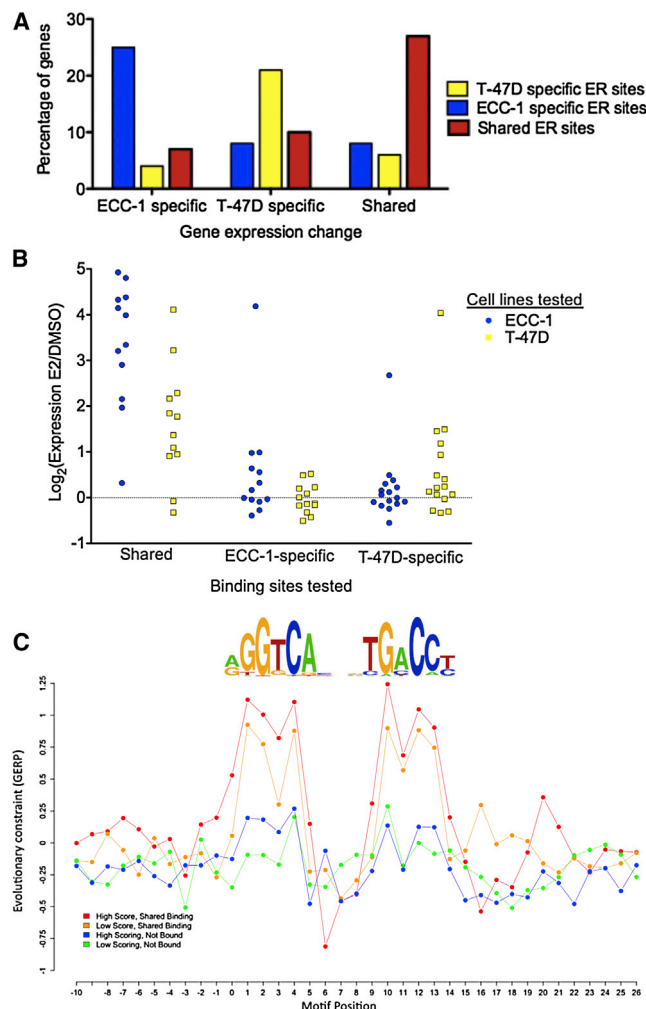 A
30
20
10
0
Percentage of genes
ECC-1 specific T-47D specific Shared
Gene expression change
T-47D specific ER sites
ECC-1 specific ER sites
Shared ER sites
B
5
4
3
2
1
0
-1
Log2(Expression E2/DMSO)
Shared ECC-1-specific T-47D-specific
Binding sites tested
Cell lines tested
ECC-1
T-47D
C
AGGTCA TGACCT
1.25
1
0.75
0.5
0.25
0
-0.25
-0.5
-0.75
-1
Evolutionary constraint (GERP)
High Score, Shared Binding
Low Score, Shared Binding
High Scoring, Not Bound
Low Scoring, Not Bound
-10 -8 -7 -6 -5 -4 -3 -2 -1 0 1 2 3 4 5 6 7 8 9 10 11 12 13 14 15 16 17 18 19 20 21 22 23 24 25 26
Motif Position